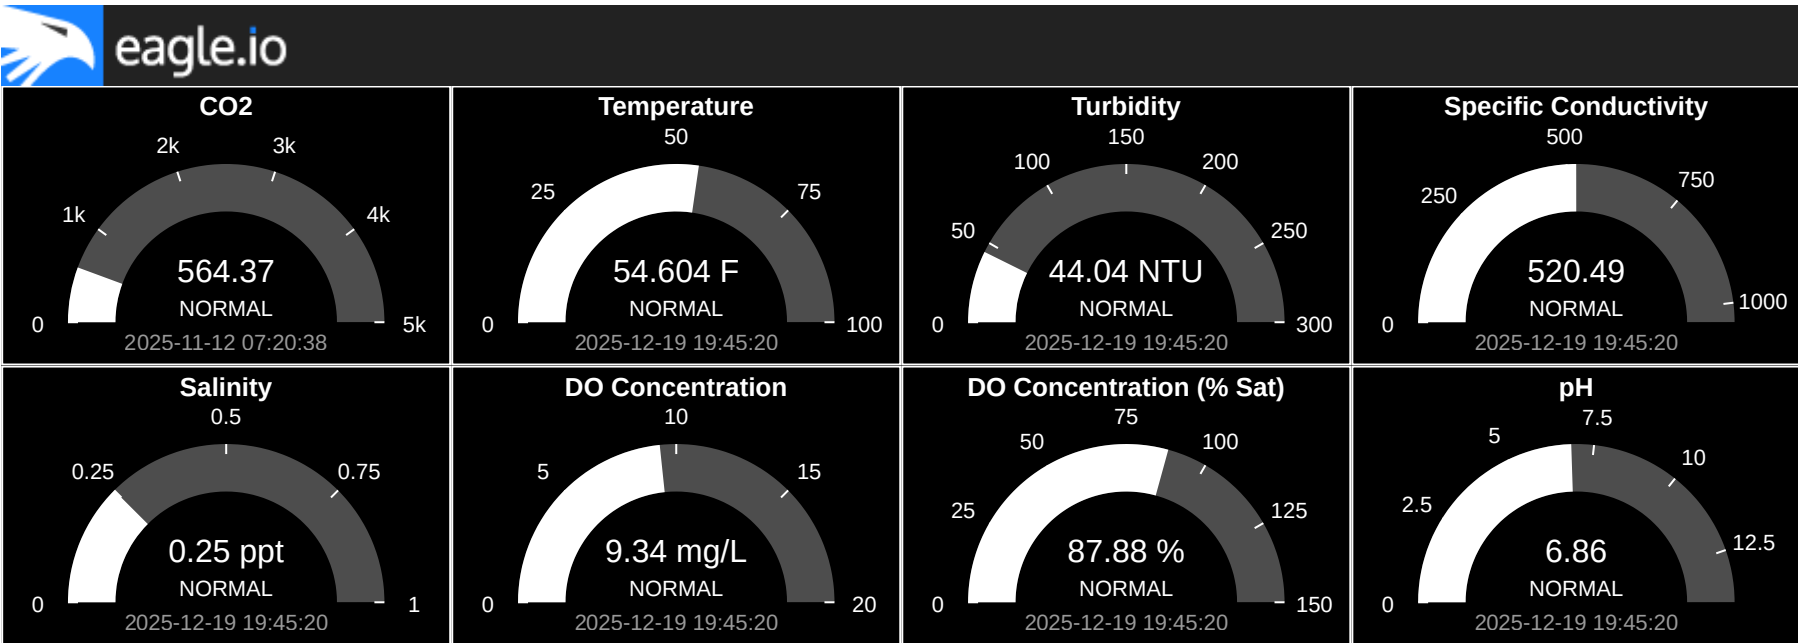 eagle.io
CO2
2k
3k
1k
4k
564.37
NORMAL
0
5k
2025-11-12 07:20:38
Temperature
50
25
75
54.604 F
NORMAL
0
100
2025-12-19 19:45:20
Turbidity
150
100
200
50
250
44.04 NTU
NORMAL
0
300
2025-12-19 19:45:20
Specific Conductivity
500
250
750
520.49
1000
NORMAL
0
2025-12-19 19:45:20
Salinity
0.5
0.25
0.75
0.25 ppt
NORMAL
0
1
2025-12-19 19:45:20
DO Concentration
10
5
15
9.34 mg/L
NORMAL
0
20
2025-12-19 19:45:20
DO Concentration (% Sat)
75
50
100
25
125
87.88 %
NORMAL
0
150
2025-12-19 19:45:20
pH
7.5
5
10
2.5
12.5
6.86
NORMAL
0
2025-12-19 19:45:20